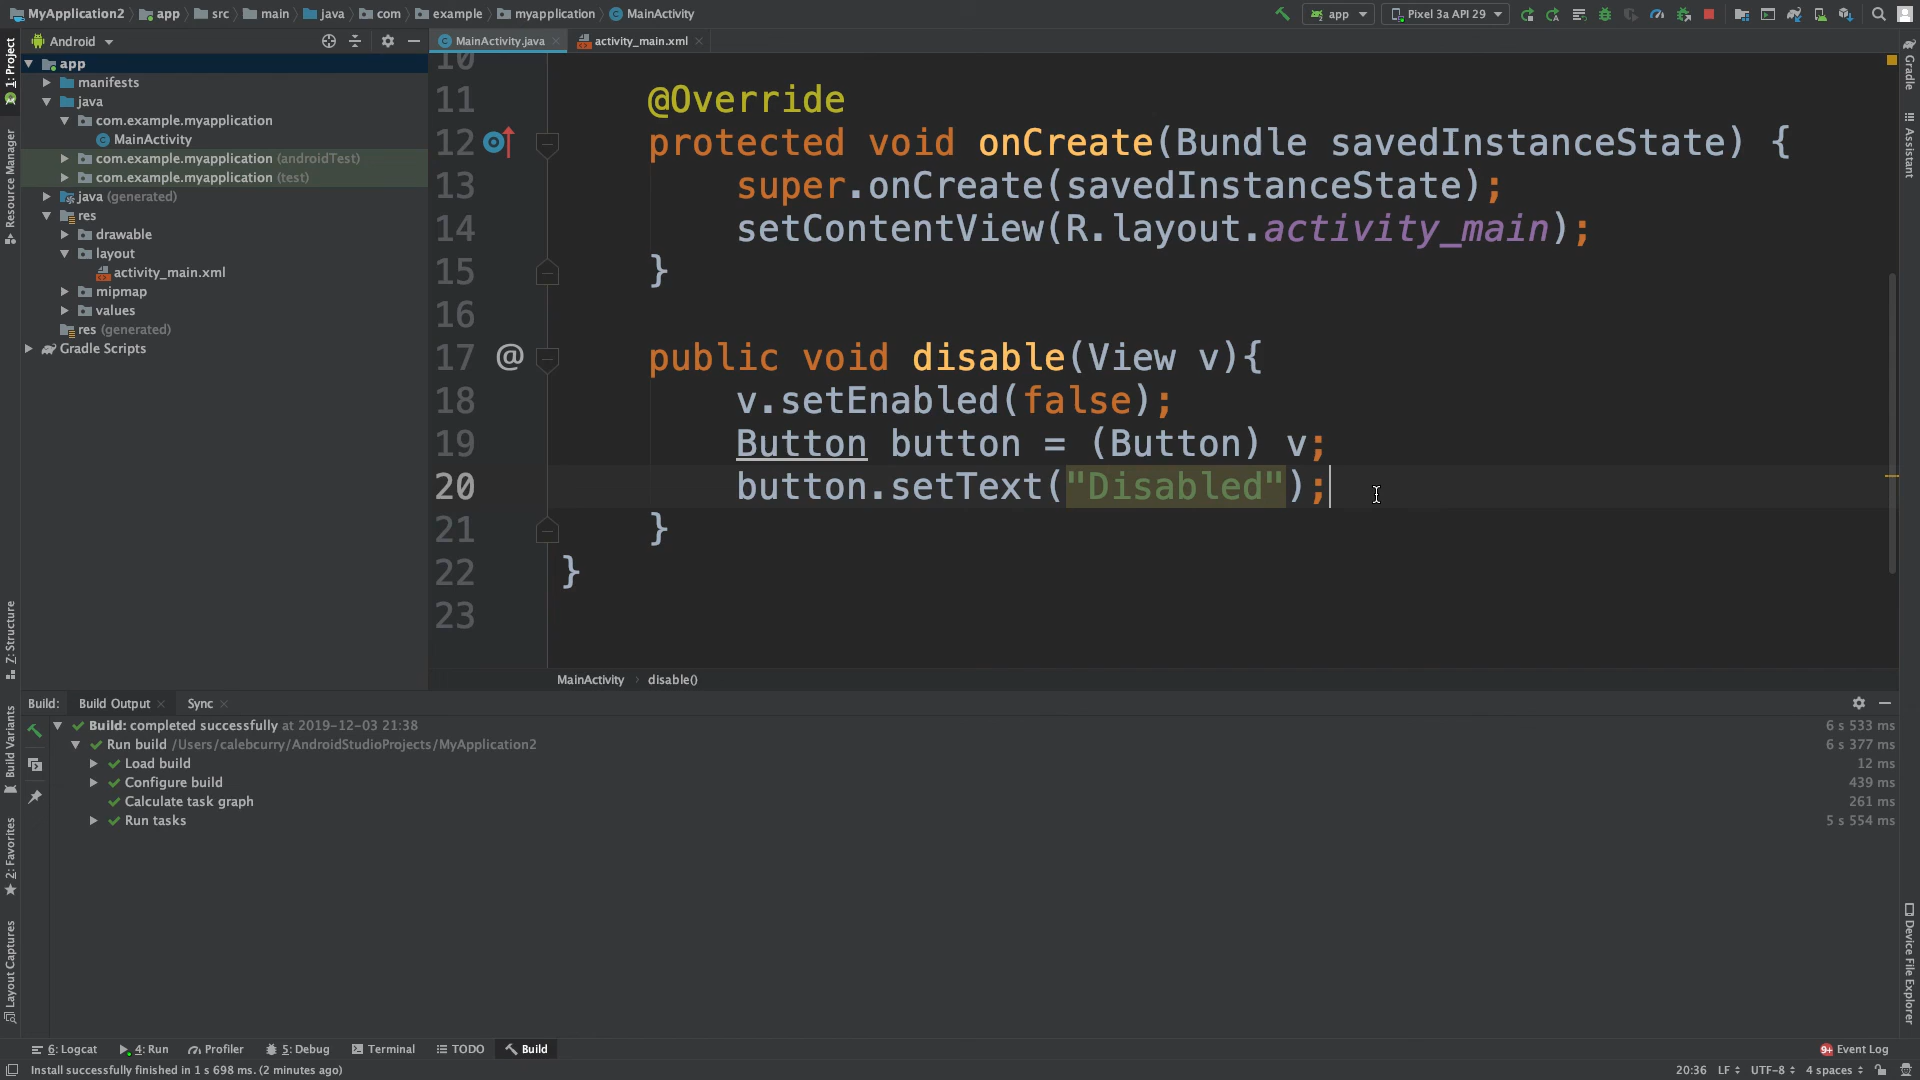 MyApplication2 app src main java com example myapplication MainActivity app Pixel 3a API 29
Android
MainActivity.java activity_main.xml
1: Project
Resource Manager
Z: Structure
Build Variants
2: Favorites
Layout Captures
app
manifests
java
com.example.myapplication
MainActivity
com.example.myapplication (androidTest)
com.example.myapplication (test)
java (generated)
res
drawable
layout
activity_main.xml
mipmap
values
res (generated)
Gradle Scripts
10
11 @Override
12 protected void onCreate(Bundle savedInstanceState) {
13 super.onCreate(savedInstanceState);
14 setContentView(R.layout.activity_main);
15 }
16
17 @ public void disable(View v){
18 v.setEnabled(false);
19 Button button = (Button) v;
20 button.setText("Disabled");
21 }
22 }
23
MainActivity disable()
Gradle
Assistant
Device File Explorer
Build: Build Output Sync
Build: completed successfully at 2019-12-03 21:38 6 s 533 ms
Run build /Users/calebcurry/AndroidStudioProjects/MyApplication2 6 s 377 ms
Load build 12 ms
Configure build 439 ms
Calculate task graph 261 ms
Run tasks 5 s 554 ms
6: Logcat 4: Run Profiler 5: Debug Terminal TODO Build 9+ Event Log
Install successfully finished in 1 s 698 ms. (2 minutes ago) 20:36 LF UTF-8 4 spaces